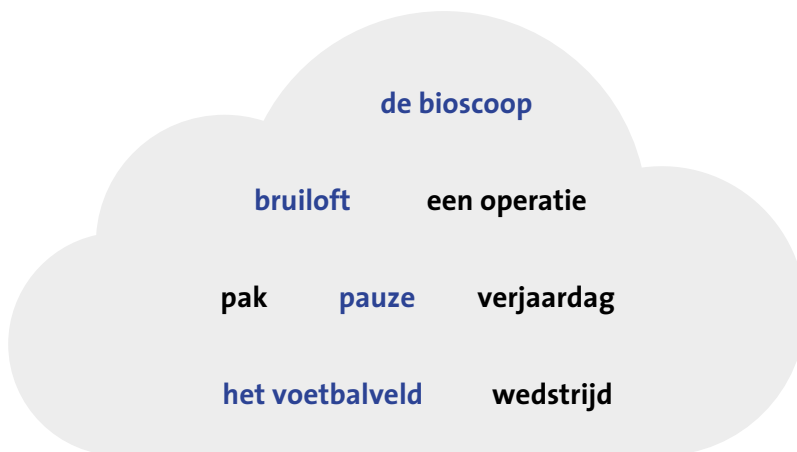 de bioscoop
bruiloft een operatie
pak pauze verjaardag
het voetbalveld wedstrijd